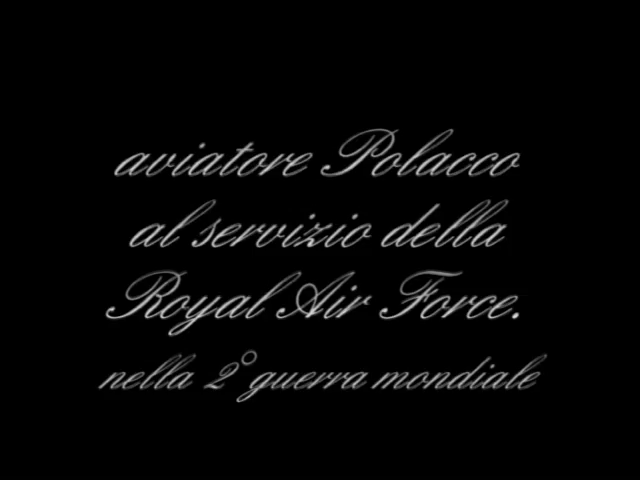 aviatore Polacco
al servizio della
Royal Air Force.
nella 2° guerra mondiale